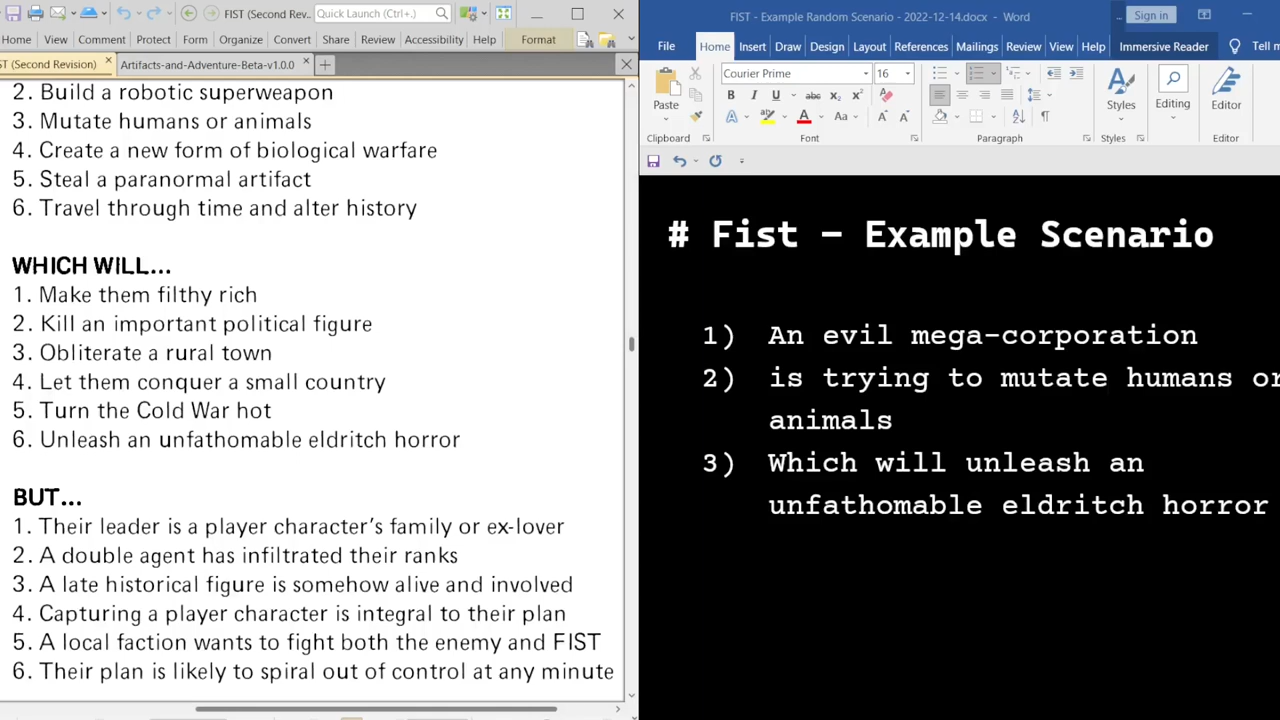 FIST (Second Rev...
Quick Launch (Ctrl+.)
Home View Comment Protect Form Organize Convert Share Review Accessibility Help Format
ST (Second Revision) Artifacts-and-Adventure-Beta-v1.0.0
2. Build a robotic superweapon
3. Mutate humans or animals
4. Create a new form of biological warfare
5. Steal a paranormal artifact
6. Travel through time and alter history
WHICH WILL...
1. Make them filthy rich
2. Kill an important political figure
3. Obliterate a rural town
4. Let them conquer a small country
5. Turn the Cold War hot
6. Unleash an unfathomable eldritch horror
BUT...
1. Their leader is a player character's family or ex-lover
2. A double agent has infiltrated their ranks
3. A late historical figure is somehow alive and involved
4. Capturing a player character is integral to their plan
5. A local faction wants to fight both the enemy and FIST
6. Their plan is likely to spiral out of control at any minute
FIST - Example Random Scenario - 2022-12-14.docx - Word
... Sign in
File Home Insert Draw Design Layout References Mailings Review View Help Immersive Reader Tell m
Paste
Courier Prime 16
B I U abc x₂ x²
A A Aa A A
Styles Editing Editor
Clipboard Font Paragraph Styles Editor
# Fist - Example Scenario
1) An evil mega-corporation
2) is trying to mutate humans or
animals
3) Which will unleash an
unfathomable eldritch horror